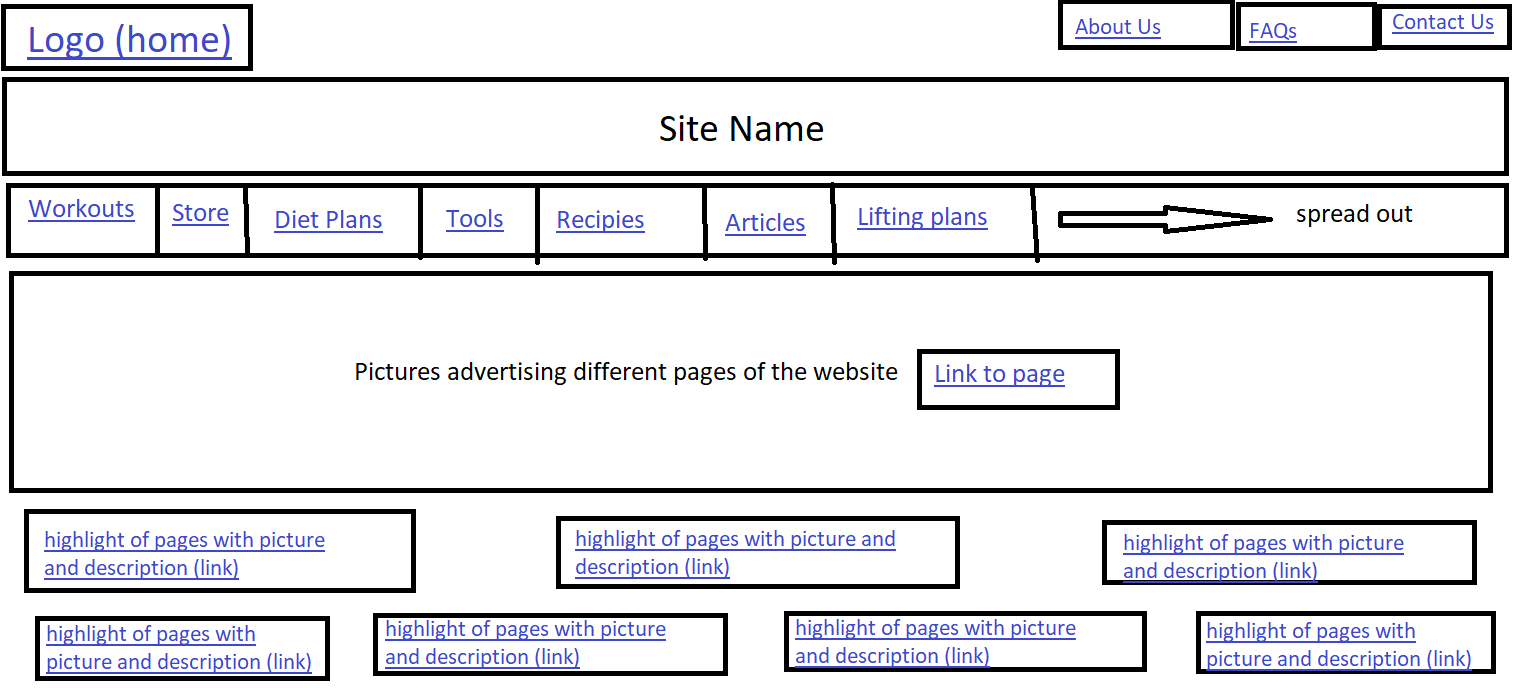 Logo (home)
About Us
FAQs
Contact Us
Site Name
Workouts
Store
Diet Plans
Tools
Recipies
Articles
Lifting plans
spread out
Pictures advertising different pages of the website
Link to page
highlight of pages with picture
and description (link)
highlight of pages with picture and
description (link)
highlight of pages with picture
and description (link)
highlight of pages with
picture and description (link)
highlight of pages with picture
and description (link)
highlight of pages with picture
and description (link)
highlight of pages with
picture and description (link)